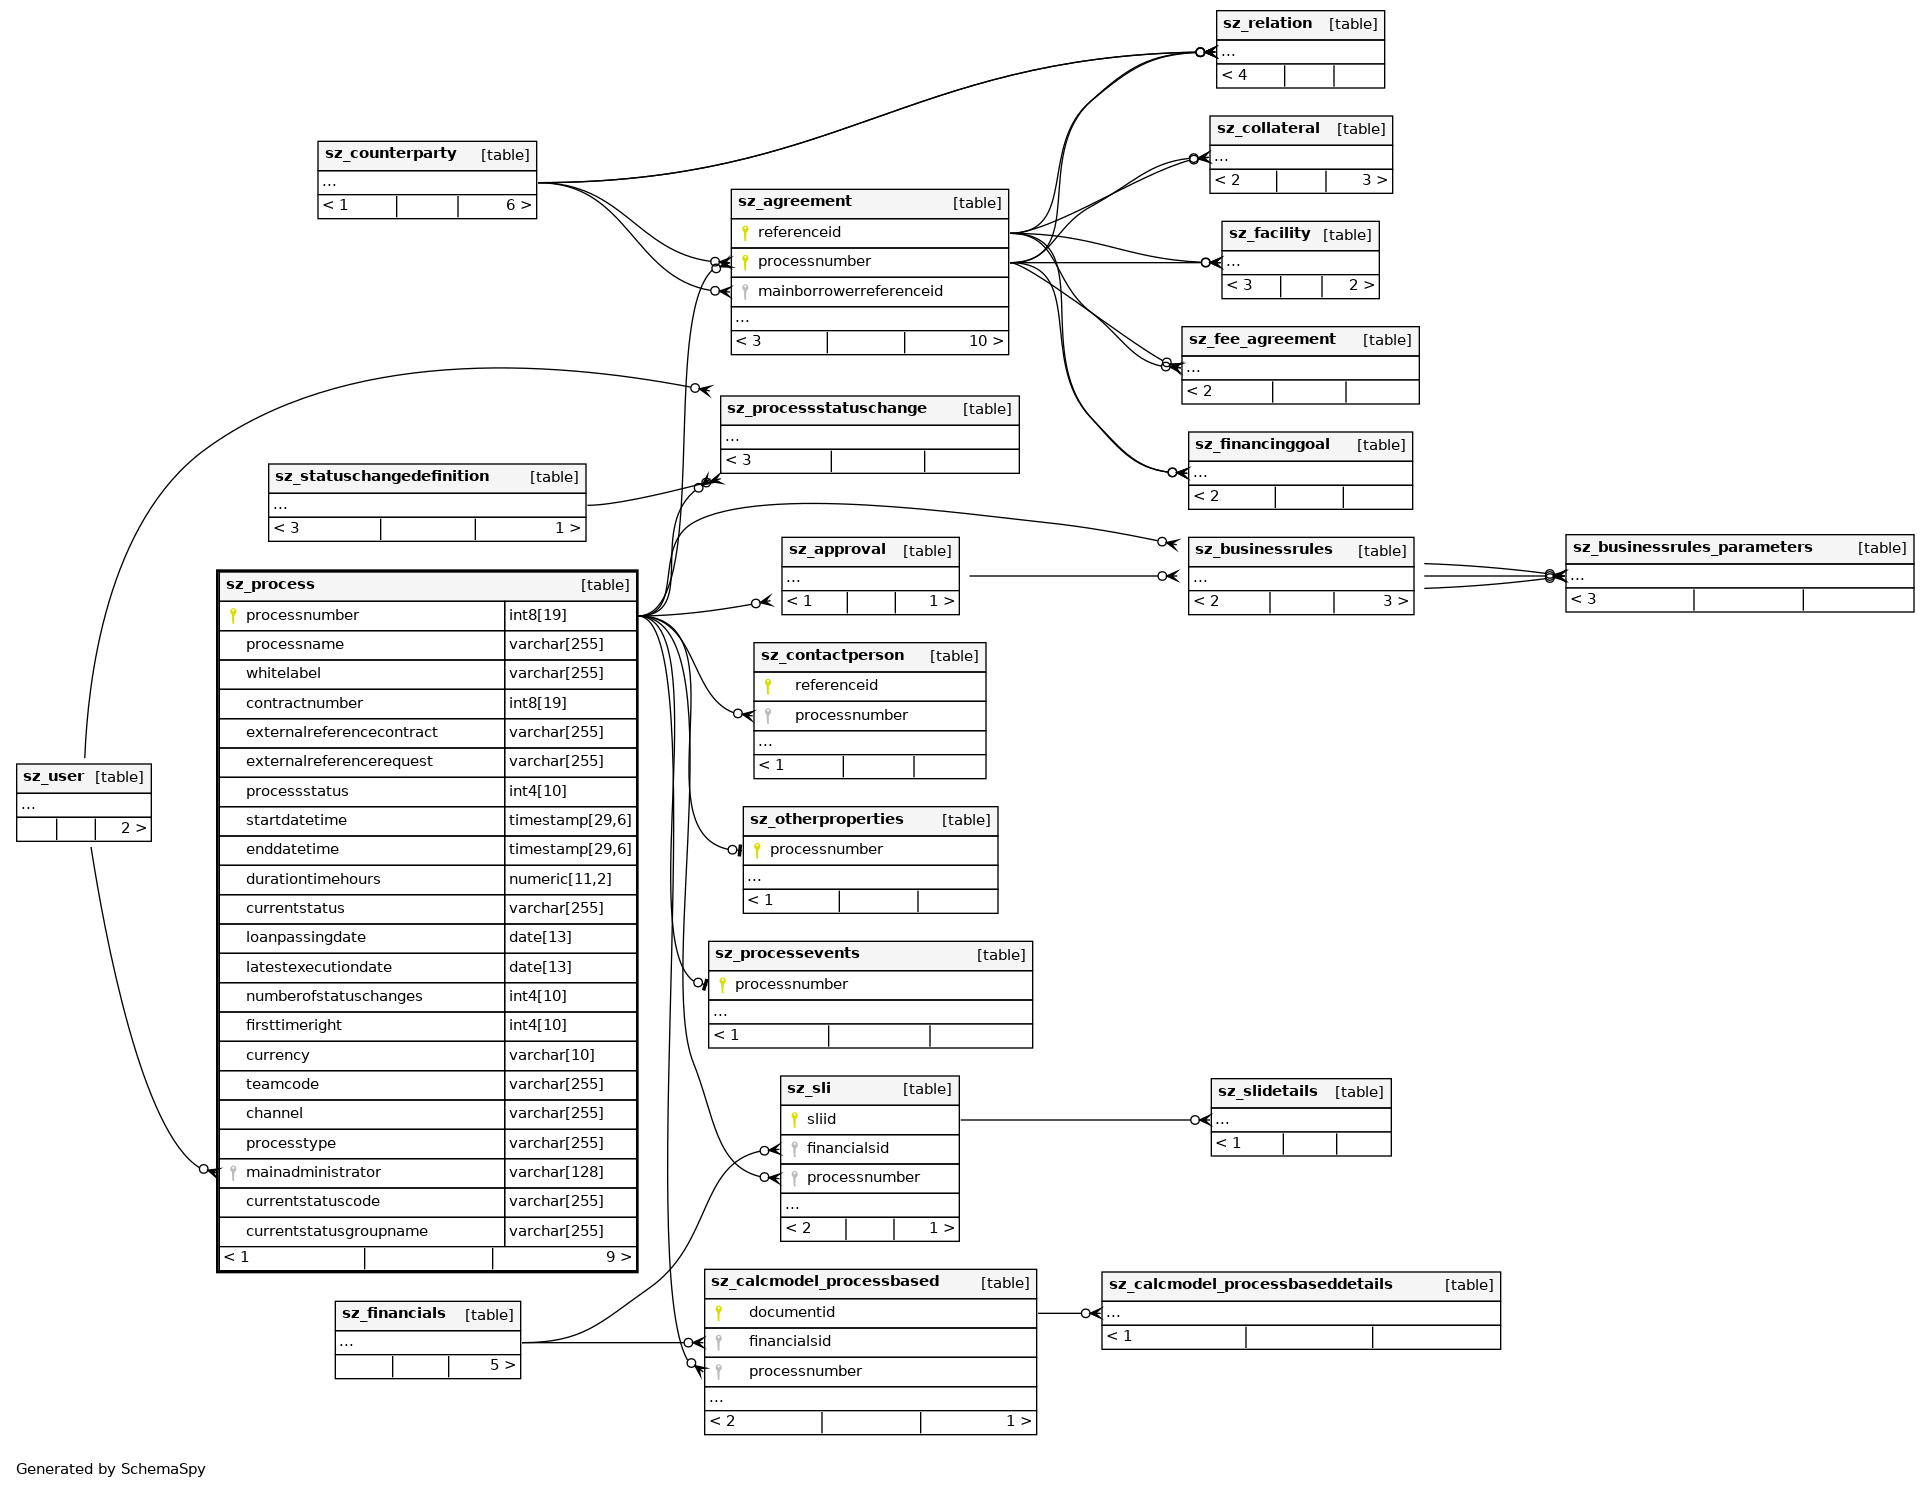 sz_relation [table]
...
< 4
sz_collateral [table]
...
< 2 3 >
sz_counterparty [table]
...
< 1 6 >
sz_agreement [table]
referenceid
processnumber
mainborrowerreferenceid
...
< 3 10 >
sz_facility [table]
...
< 3 2 >
sz_fee_agreement [table]
...
< 2
sz_processstatuschange [table]
...
< 3
sz_financinggoal [table]
...
< 2
sz_statuschangedefinition [table]
...
< 3 1 >
sz_approval [table]
...
< 1 1 >
sz_businessrules [table]
...
< 2 3 >
sz_businessrules_parameters [table]
...
< 3
sz_process [table]
processnumber int8[19]
processname varchar[255]
whitelabel varchar[255]
contractnumber int8[19]
externalreferencecontract varchar[255]
externalreferencerequest varchar[255]
processstatus int4[10]
startdatetime timestamp[29,6]
enddatetime timestamp[29,6]
durationtimehours numeric[11,2]
currentstatus varchar[255]
loanpassingdate date[13]
latestexecutiondate date[13]
numberofstatuschanges int4[10]
firsttimeright int4[10]
currency varchar[10]
teamcode varchar[255]
channel varchar[255]
processtype varchar[255]
mainadministrator varchar[128]
currentstatuscode varchar[255]
currentstatusgroupname varchar[255]
< 1 9 >
sz_contactperson [table]
referenceid
processnumber
...
< 1
sz_user [table]
...
2 >
sz_otherproperties [table]
processnumber
...
< 1
sz_processevents [table]
processnumber
...
< 1
sz_sli [table]
sliid
financialsid
processnumber
...
< 2 1 >
sz_slidetails [table]
...
< 1
sz_financials [table]
...
5 >
sz_calcmodel_processbased [table]
documentid
financialsid
processnumber
...
< 2 1 >
sz_calcmodel_processbaseddetails [table]
...
< 1
Generated by SchemaSpy